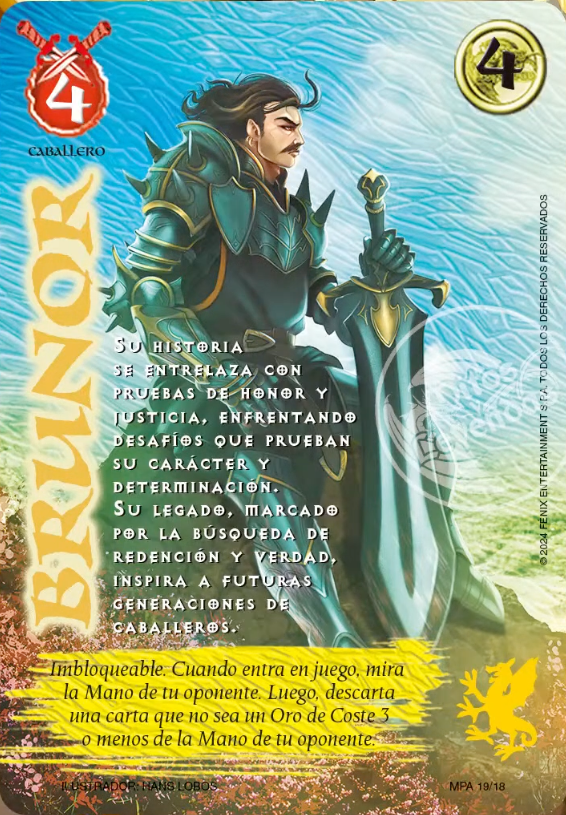 4
CABALLERO
4
BRUNOR
SU HISTORIA
SE ENTRELAZA CON
PRUEBAS DE HONOR Y
JUSTICIA, ENFRENTANDO
DESAFÍOS QUE PRUEBAN
SU CARÁCTER Y
DETERMINACIÓN.
SU LEGADO, MARCADO
POR LA BÚSQUEDA DE
REDENCIÓN Y VERDAD,
INSPIRA A FUTURAS
GENERACIONES DE
CABALLEROS.
Imbloqueable. Cuando entra en juego, mira
la Mano de tu oponente. Luego, descarta
una carta que no sea un Oro de Coste 3
o menos de la Mano de tu oponente.
ILUSTRADOR: HANS LOBOS
MPA 19/18
© 2024 FÉNIX ENTERTAINMENT S.P.A. TODOS LOS DERECHOS RESERVADOS